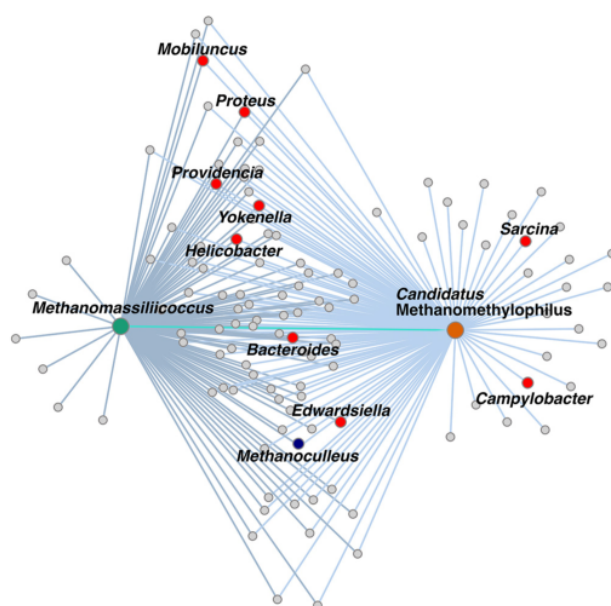 Mobiluncus
Proteus
Providencia
Yokenella
Sarcina
Helicobacter
Methanomassiliicoccus
Candidatus
Methanomethylophilus
Bacteroides
Campylobacter
Edwardsiella
Methanoculleus